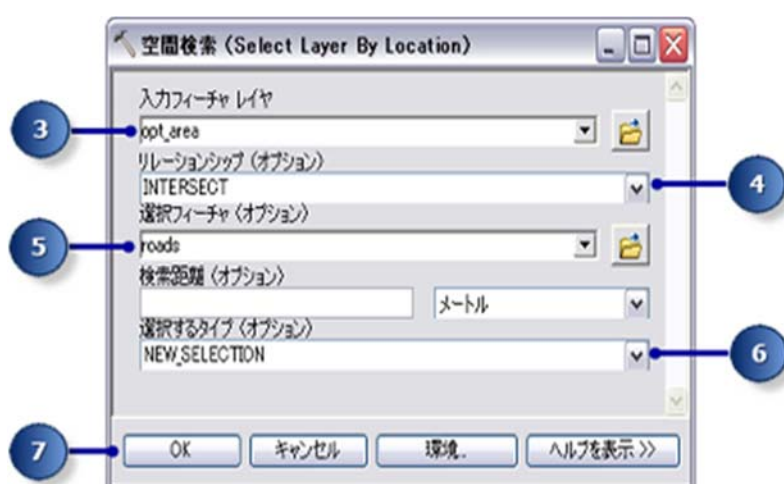 空間検索 (Select Layer By Location)
入力フィーチャ レイヤ
3
opt_area
リレーションシップ (オプション)
INTERSECT
4
選択フィーチャ (オプション)
5
roads
検索距離 (オプション)
メートル
選択するタイプ (オプション)
NEW_SELECTION
6
7
OK
キャンセル
環境...
ヘルプを表示 >>